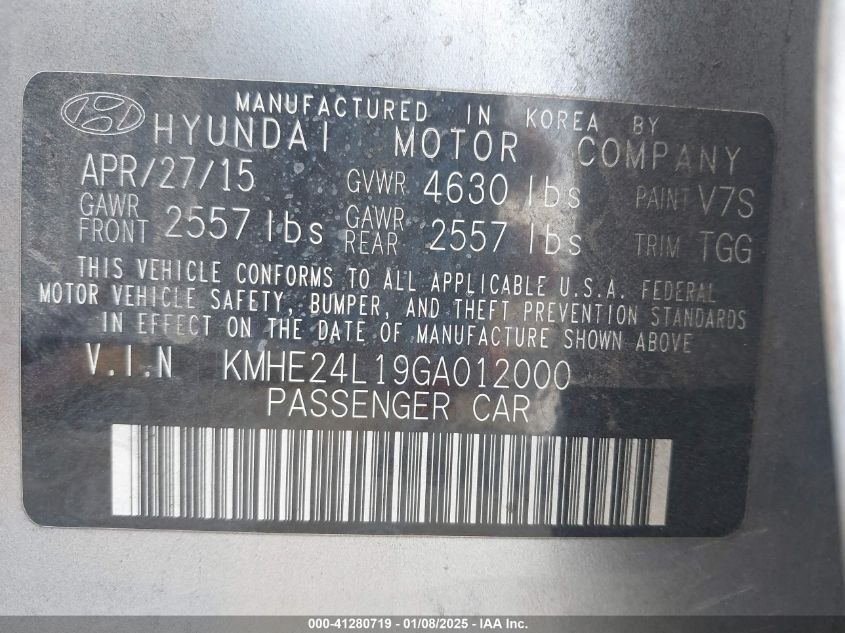 MANUFACTURED IN KOREA BY
HYUNDAI MOTOR COMPANY
APR/27/15 GVWR 4630 lbs PAINT V7S
GAWR FRONT 2557 lbs GAWR REAR 2557 lbs TRIM TGG
THIS VEHICLE CONFORMS TO ALL APPLICABLE U.S.A. FEDERAL
MOTOR VEHICLE SAFETY, BUMPER, AND THEFT PREVENTION STANDARDS
IN EFFECT ON THE DATE OF MANUFACTURE SHOWN ABOVE
V.I.N KMHE24L19GA012000
PASSENGER CAR
000-41280719 - 01/08/2025 - IAA Inc.